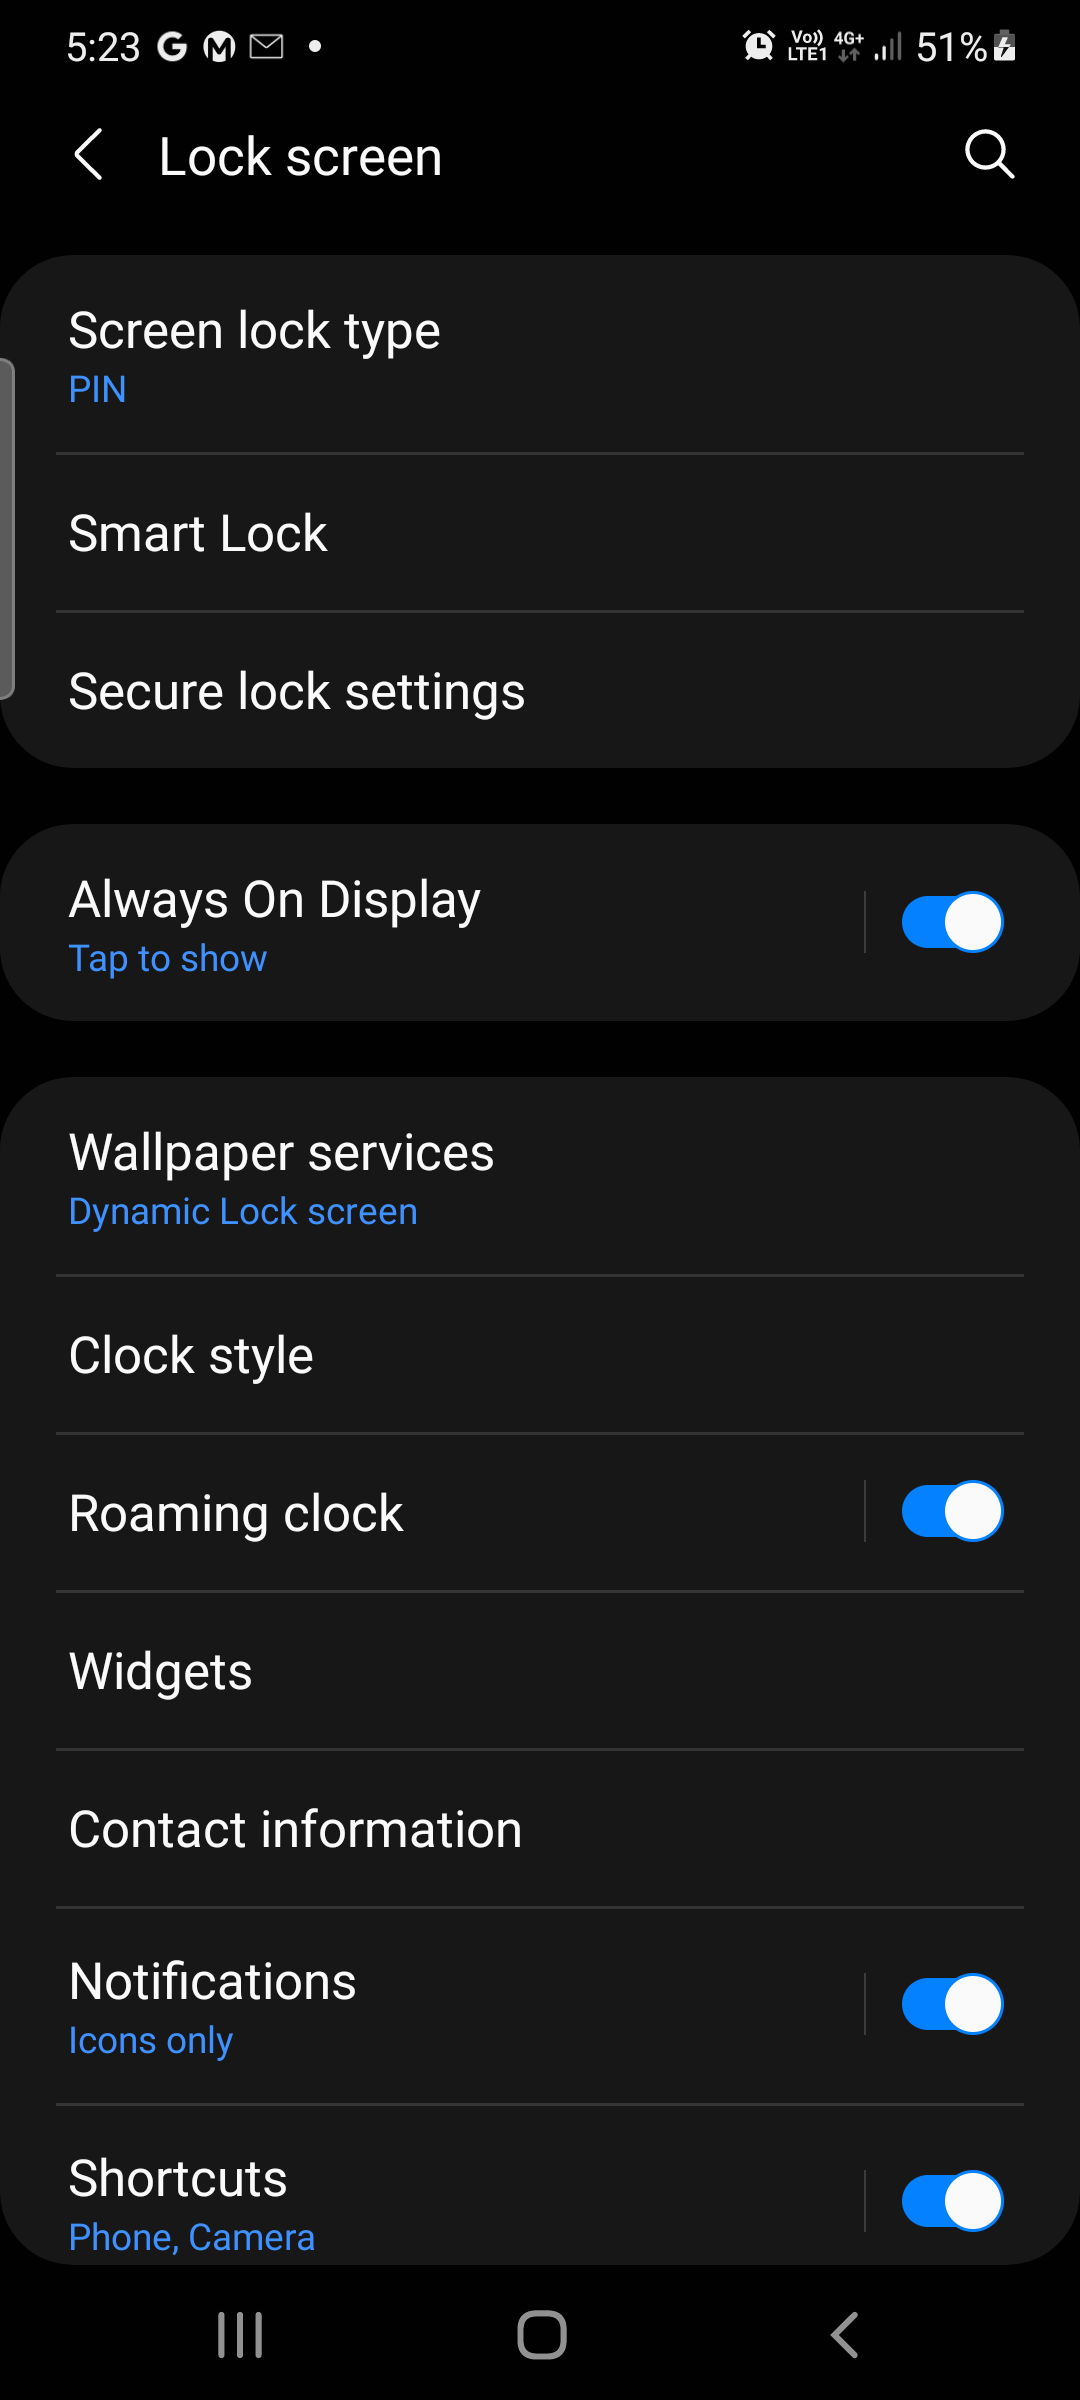 5:23 G M Vo)) LTE1 4G+ 51%
Lock screen
Screen lock type
PIN
Smart Lock
Secure lock settings
Always On Display
Tap to show
Wallpaper services
Dynamic Lock screen
Clock style
Roaming clock
Widgets
Contact information
Notifications
Icons only
Shortcuts
Phone, Camera